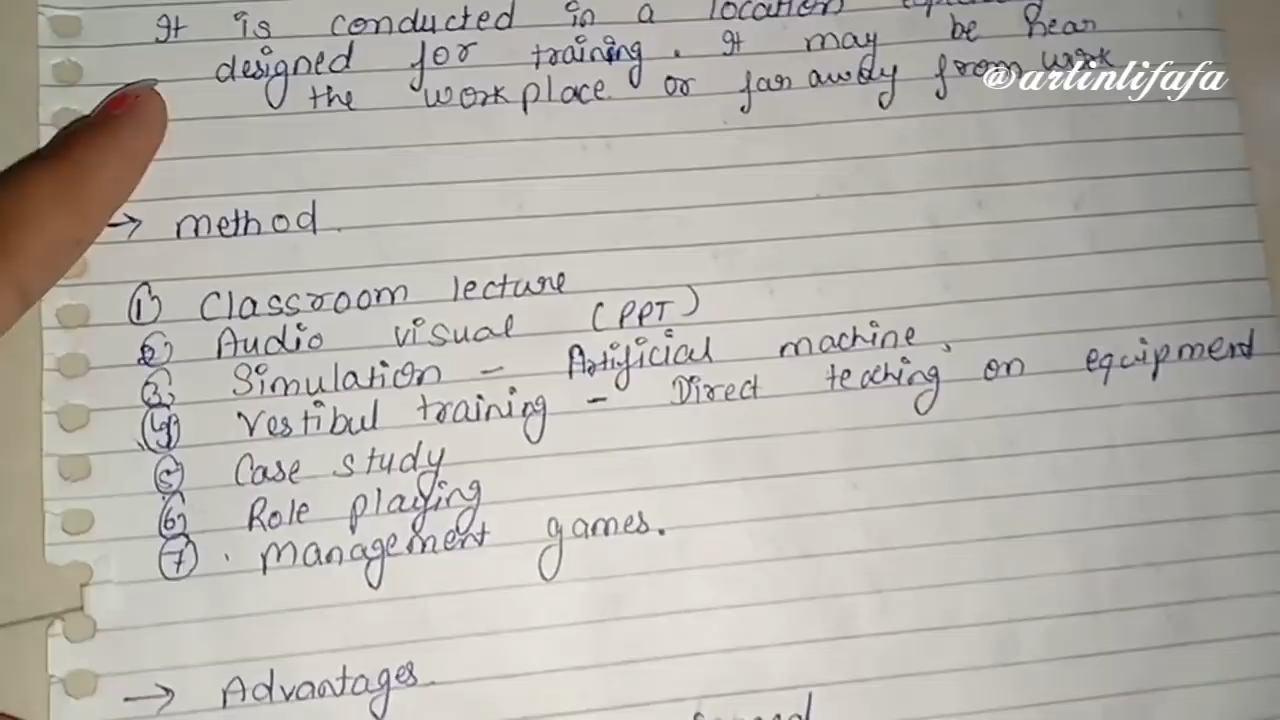 It is conducted in a location
designed for training. It may be near
the workplace or far away from work
@artinlifafa
→ method.
① Classroom lecture
② Audio visual (PPT)
③ Simulation - Artificial machine.
④ Vestibul training - Direct teaching on equipment
⑤ Case study
⑥ Role playing
⑦ . Management games.
→ Advantages.